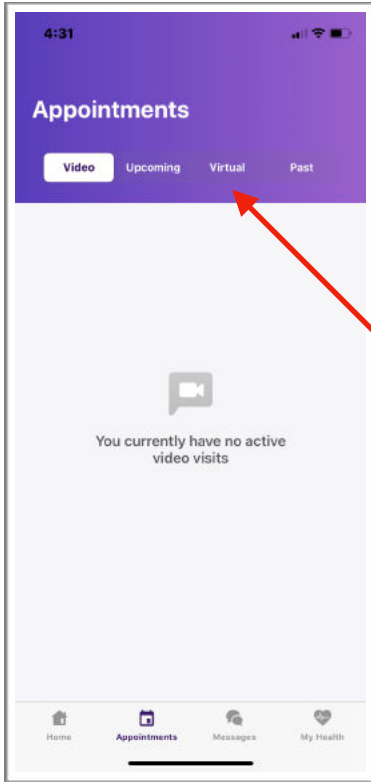 4:31
Appointments
Video Upcoming Virtual Past
You currently have no active
video visits
Home Appointments Messages My Health